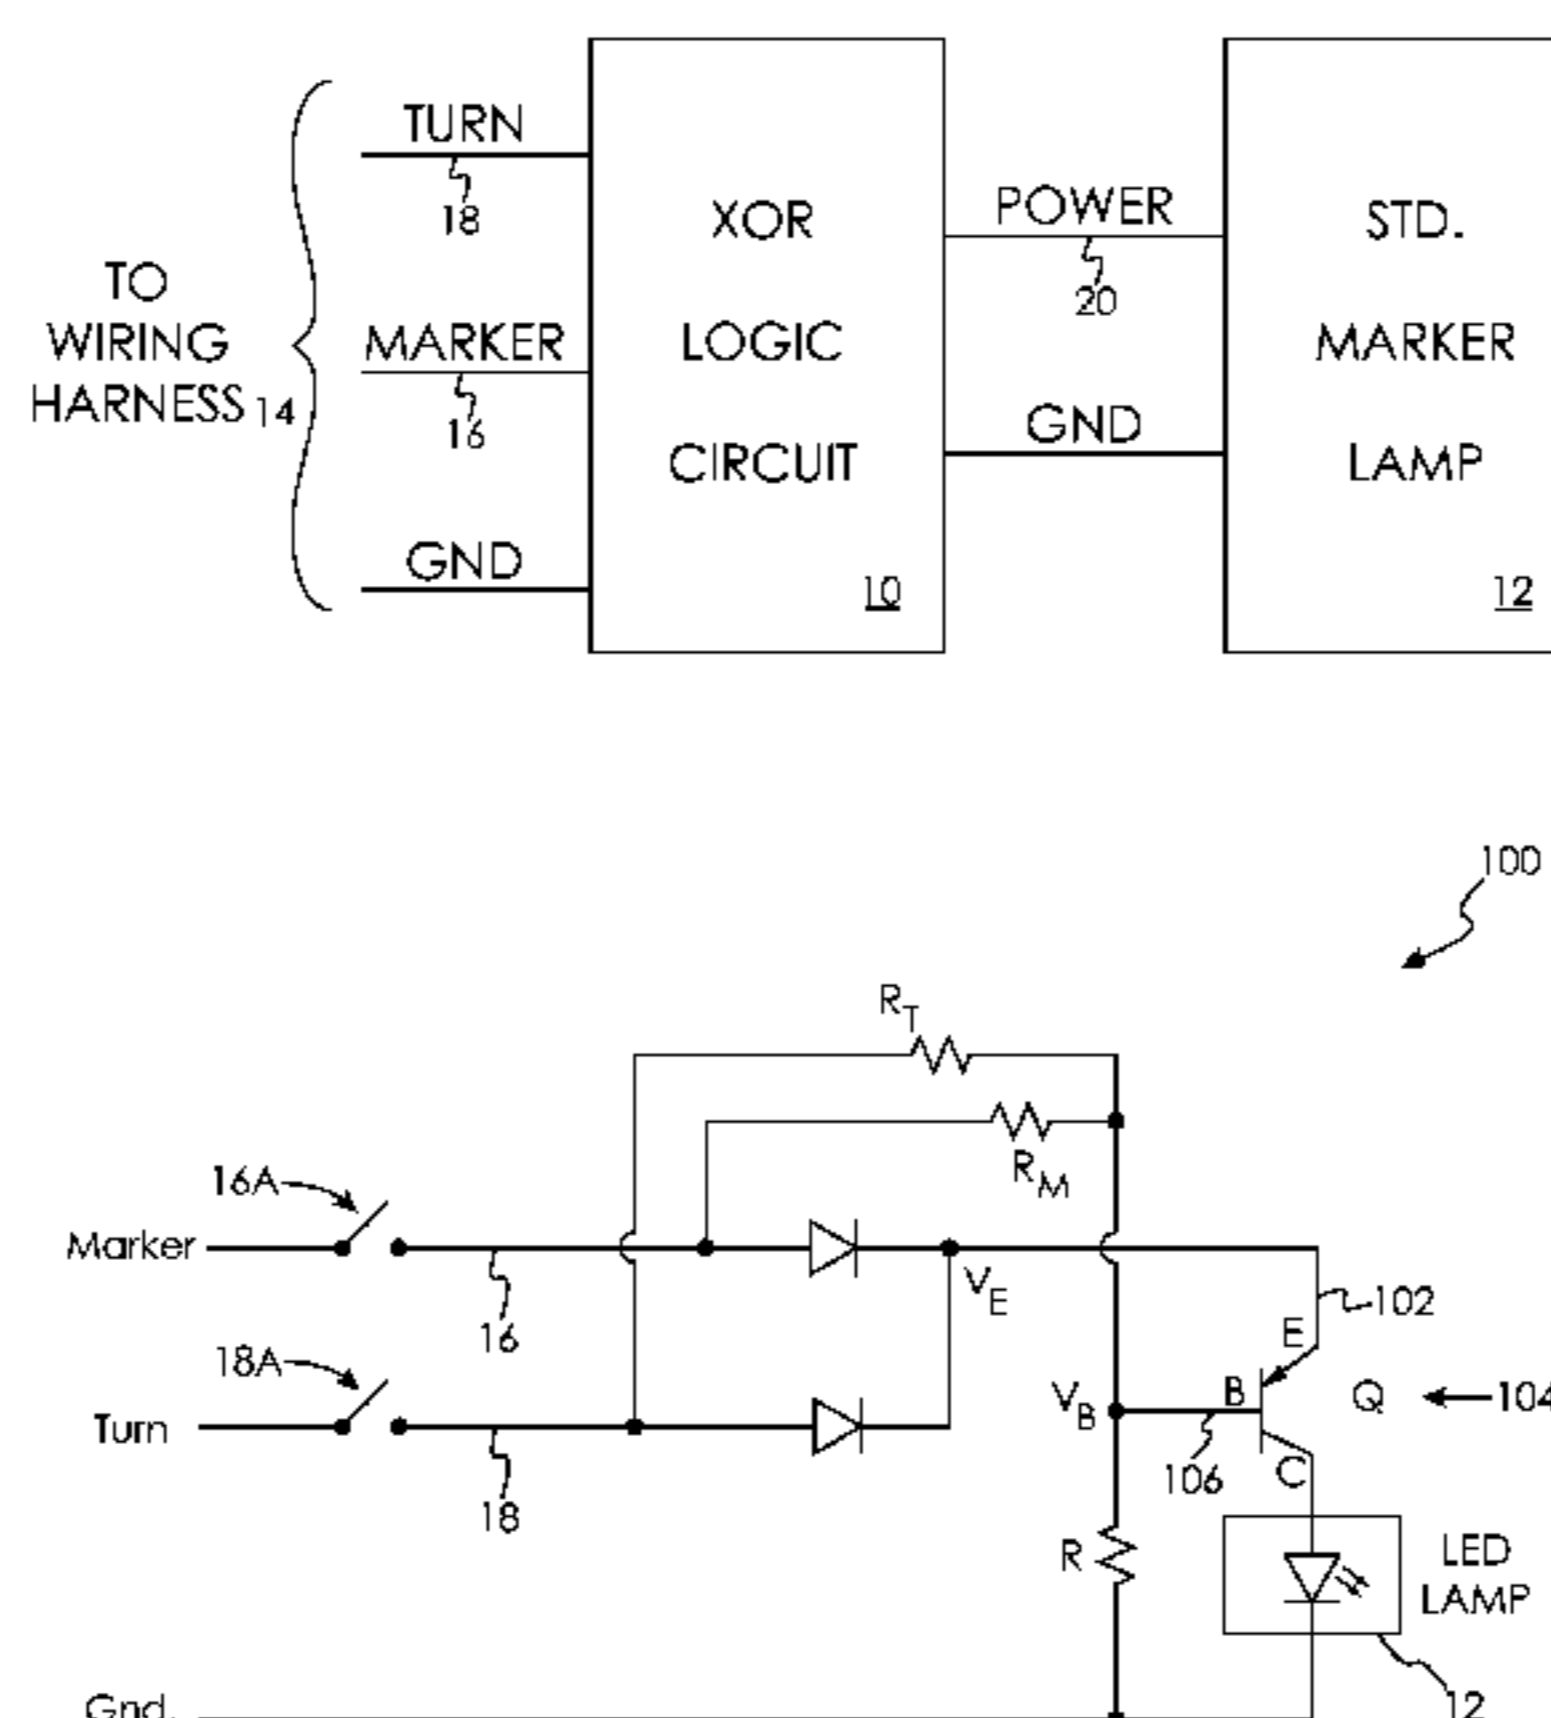 TURN
18
TO
WIRING
HARNESS 14
MARKER
16
GND
XOR
LOGIC
CIRCUIT
10
POWER
20
GND
STD.
MARKER
LAMP
12
100
RT
RM
16A
Marker
16
VE
102
E
18A
Turn
18
VB
B
Q
104
106
C
R
LED
LAMP
12
Gnd.